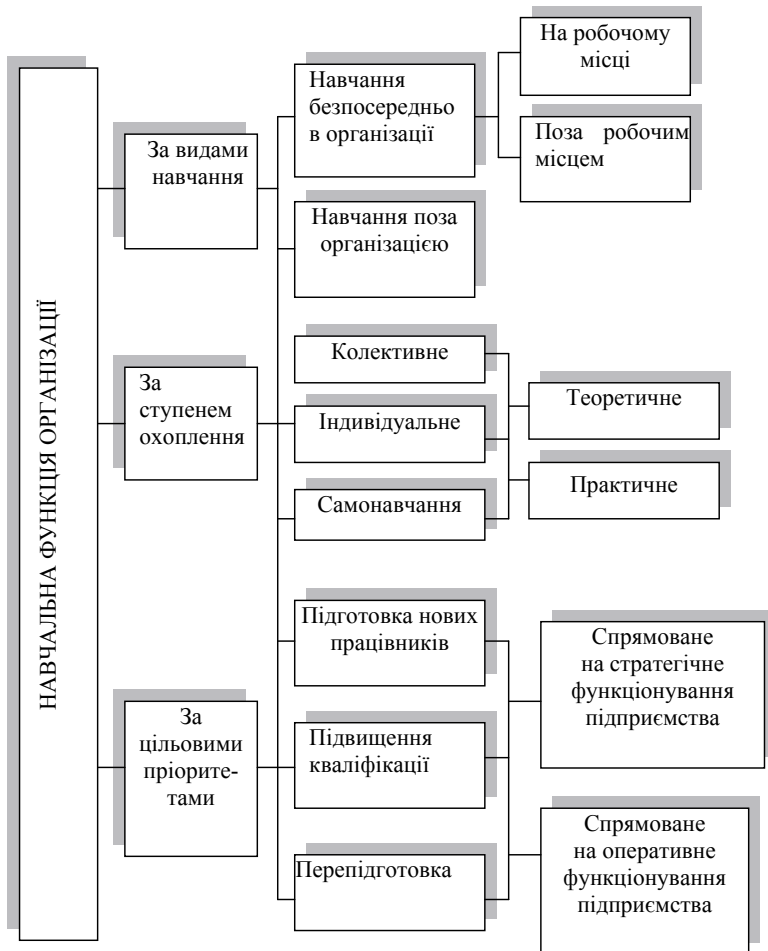 НАВЧАЛЬНА ФУНКЦІЯ ОРГАНІЗАЦІЇ
За видами
навчання
Навчання
безпосередньо
в організації
На робочому
місці
Поза робочим
місцем
Навчання поза
організацією
За
ступенем
охоплення
Колективне
Індивідуальне
Самонавчання
Теоретичне
Практичне
За
цільовими
пріорите-
тами
Підготовка нових
працівників
Підвищення
кваліфікації
Перепідготовка
Спрямоване
на стратегічне
функціонування
підприємства
Спрямоване
на оперативне
функціонування
підприємства